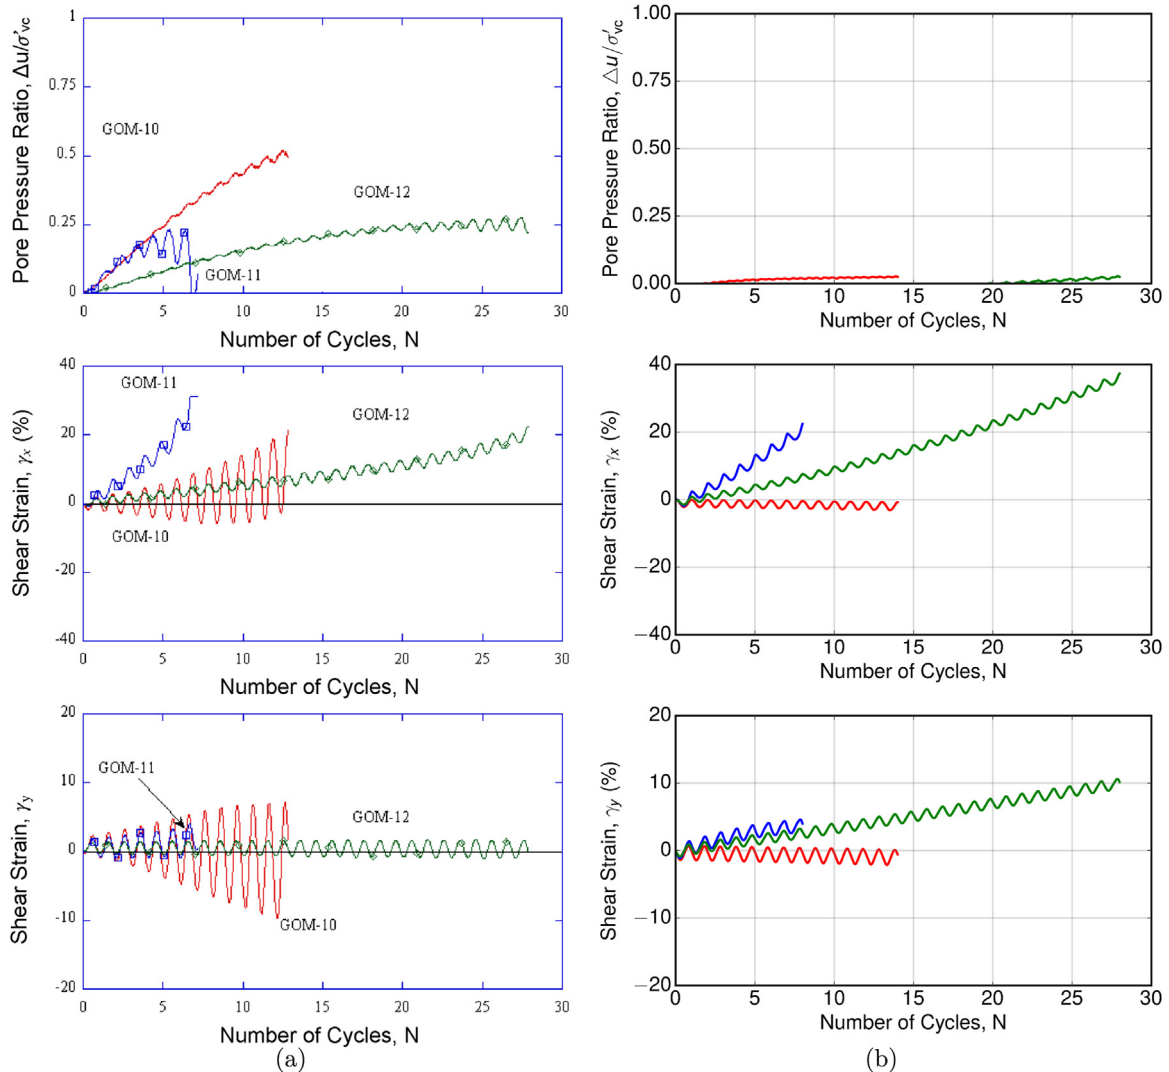 Pore Pressure Ratio, Δu/σ'vc
1
0.75
0.5
0.25
0
GOM-10
GOM-12
GOM-11
0 5 10 15 20 25 30
Number of Cycles, N
Pore Pressure Ratio, △u/σ'vc
1.00
0.75
0.50
0.25
0.00
0 5 10 15 20 25 30
Number of Cycles, N
Shear Strain, γx (%)
40
20
0
-20
-40
GOM-11
GOM-12
GOM-10
0 5 10 15 20 25 30
Number of Cycles, N
Shear Strain, γx (%)
40
20
0
−20
−40
0 5 10 15 20 25 30
Number of Cycles, N
Shear Strain, γy
20
10
0
-10
-20
GOM-11
GOM-12
GOM-10
0 5 10 15 20 25 30
Number of Cycles, N
(a)
Shear Strain, γy (%)
20
10
0
−10
−20
0 5 10 15 20 25 30
Number of Cycles, N
(b)